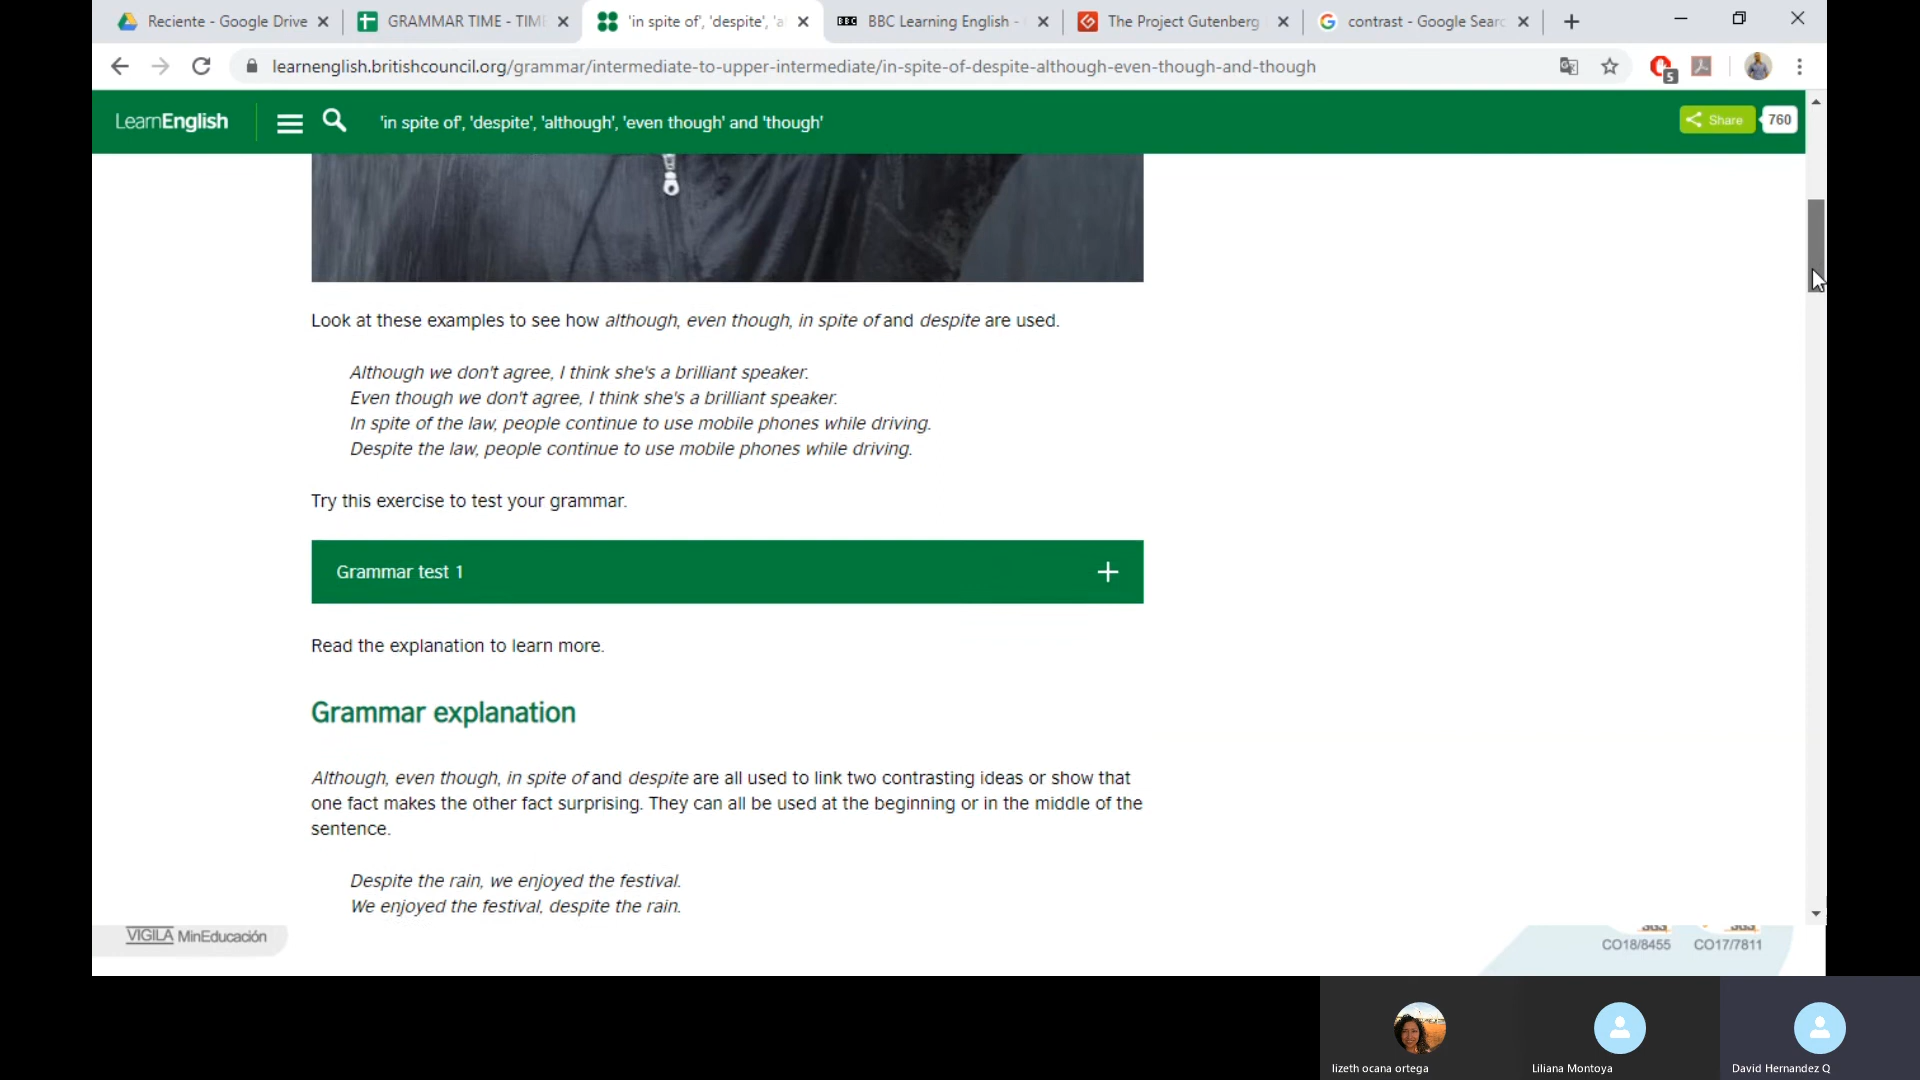 Reciente - Google Drive
GRAMMAR TIME - TIM
'in spite of', 'despite', 'a
BBC BBC Learning English -
The Project Gutenberg
contrast - Google Searc
learnenglish.britishcouncil.org/grammar/intermediate-to-upper-intermediate/in-spite-of-despite-although-even-though-and-though
5
LearnEnglish
'in spite of', 'despite', 'although', 'even though' and 'though'
Share 760
Look at these examples to see how although, even though, in spite of and despite are used.
Although we don't agree, I think she's a brilliant speaker.
Even though we don't agree, I think she's a brilliant speaker.
In spite of the law, people continue to use mobile phones while driving.
Despite the law, people continue to use mobile phones while driving.
Try this exercise to test your grammar.
Grammar test 1
Read the explanation to learn more.
Grammar explanation
Although, even though, in spite of and despite are all used to link two contrasting ideas or show that
one fact makes the other fact surprising. They can all be used at the beginning or in the middle of the
sentence.
Despite the rain, we enjoyed the festival.
We enjoyed the festival, despite the rain.
VIGILA MinEducación
SGS SGS
CO18/8455 CO17/7811
lizeth ocana ortega
Liliana Montoya
David Hernandez Q